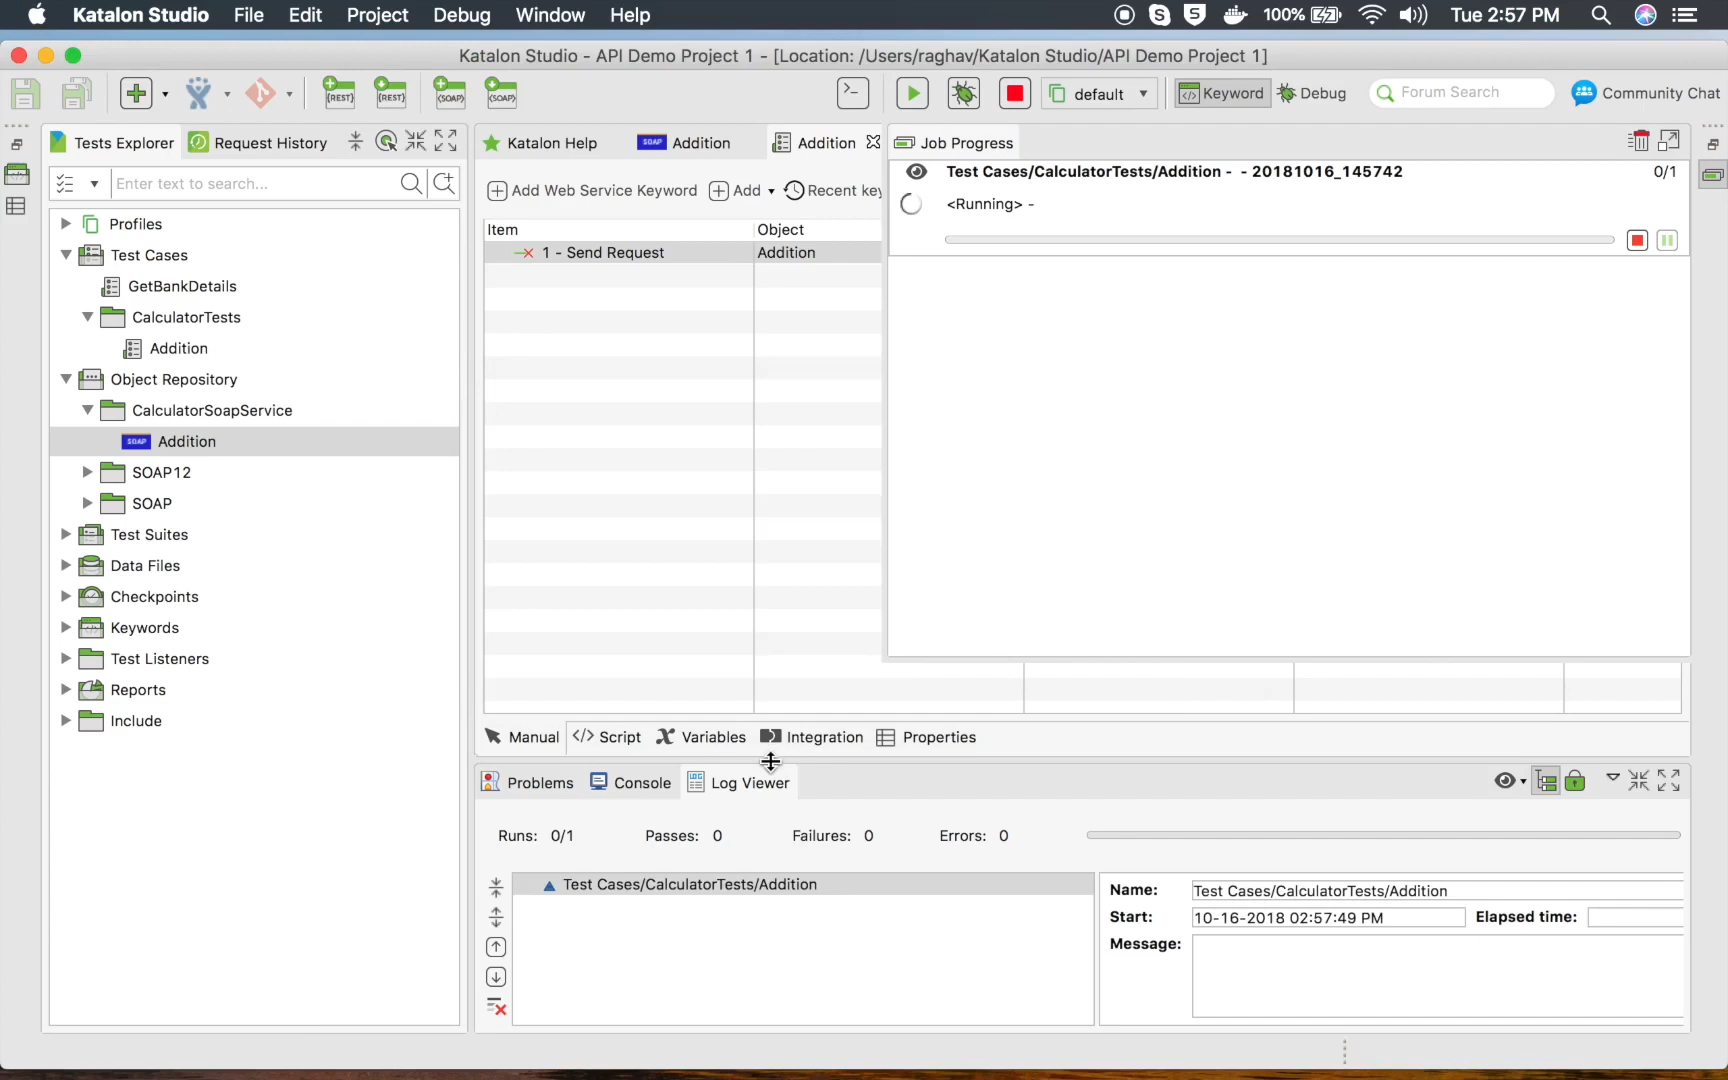 Katalon Studio File Edit Project Debug Window Help 100% Tue 2:57 PM
Katalon Studio - API Demo Project 1 - [Location: /Users/raghav/Katalon Studio/API Demo Project 1]
REST REST SOAP SOAP default Keyword Debug Forum Search Community Chat
Tests Explorer Request History
Enter text to search...
Profiles
Test Cases
GetBankDetails
CalculatorTests
Addition
Object Repository
CalculatorSoapService
SOAP Addition
SOAP12
SOAP
Test Suites
Data Files
Checkpoints
Keywords
Test Listeners
Reports
Include
Katalon Help SOAP Addition Addition
Add Web Service Keyword Add Recent key
Item Object
1 - Send Request Addition
Job Progress
Test Cases/CalculatorTests/Addition - - 20181016_145742 0/1
<Running> -
Manual Script Variables Integration Properties
Problems Console LOG Log Viewer
Runs: 0/1 Passes: 0 Failures: 0 Errors: 0
Test Cases/CalculatorTests/Addition
Name: Test Cases/CalculatorTests/Addition
Start: 10-16-2018 02:57:49 PM Elapsed time:
Message: